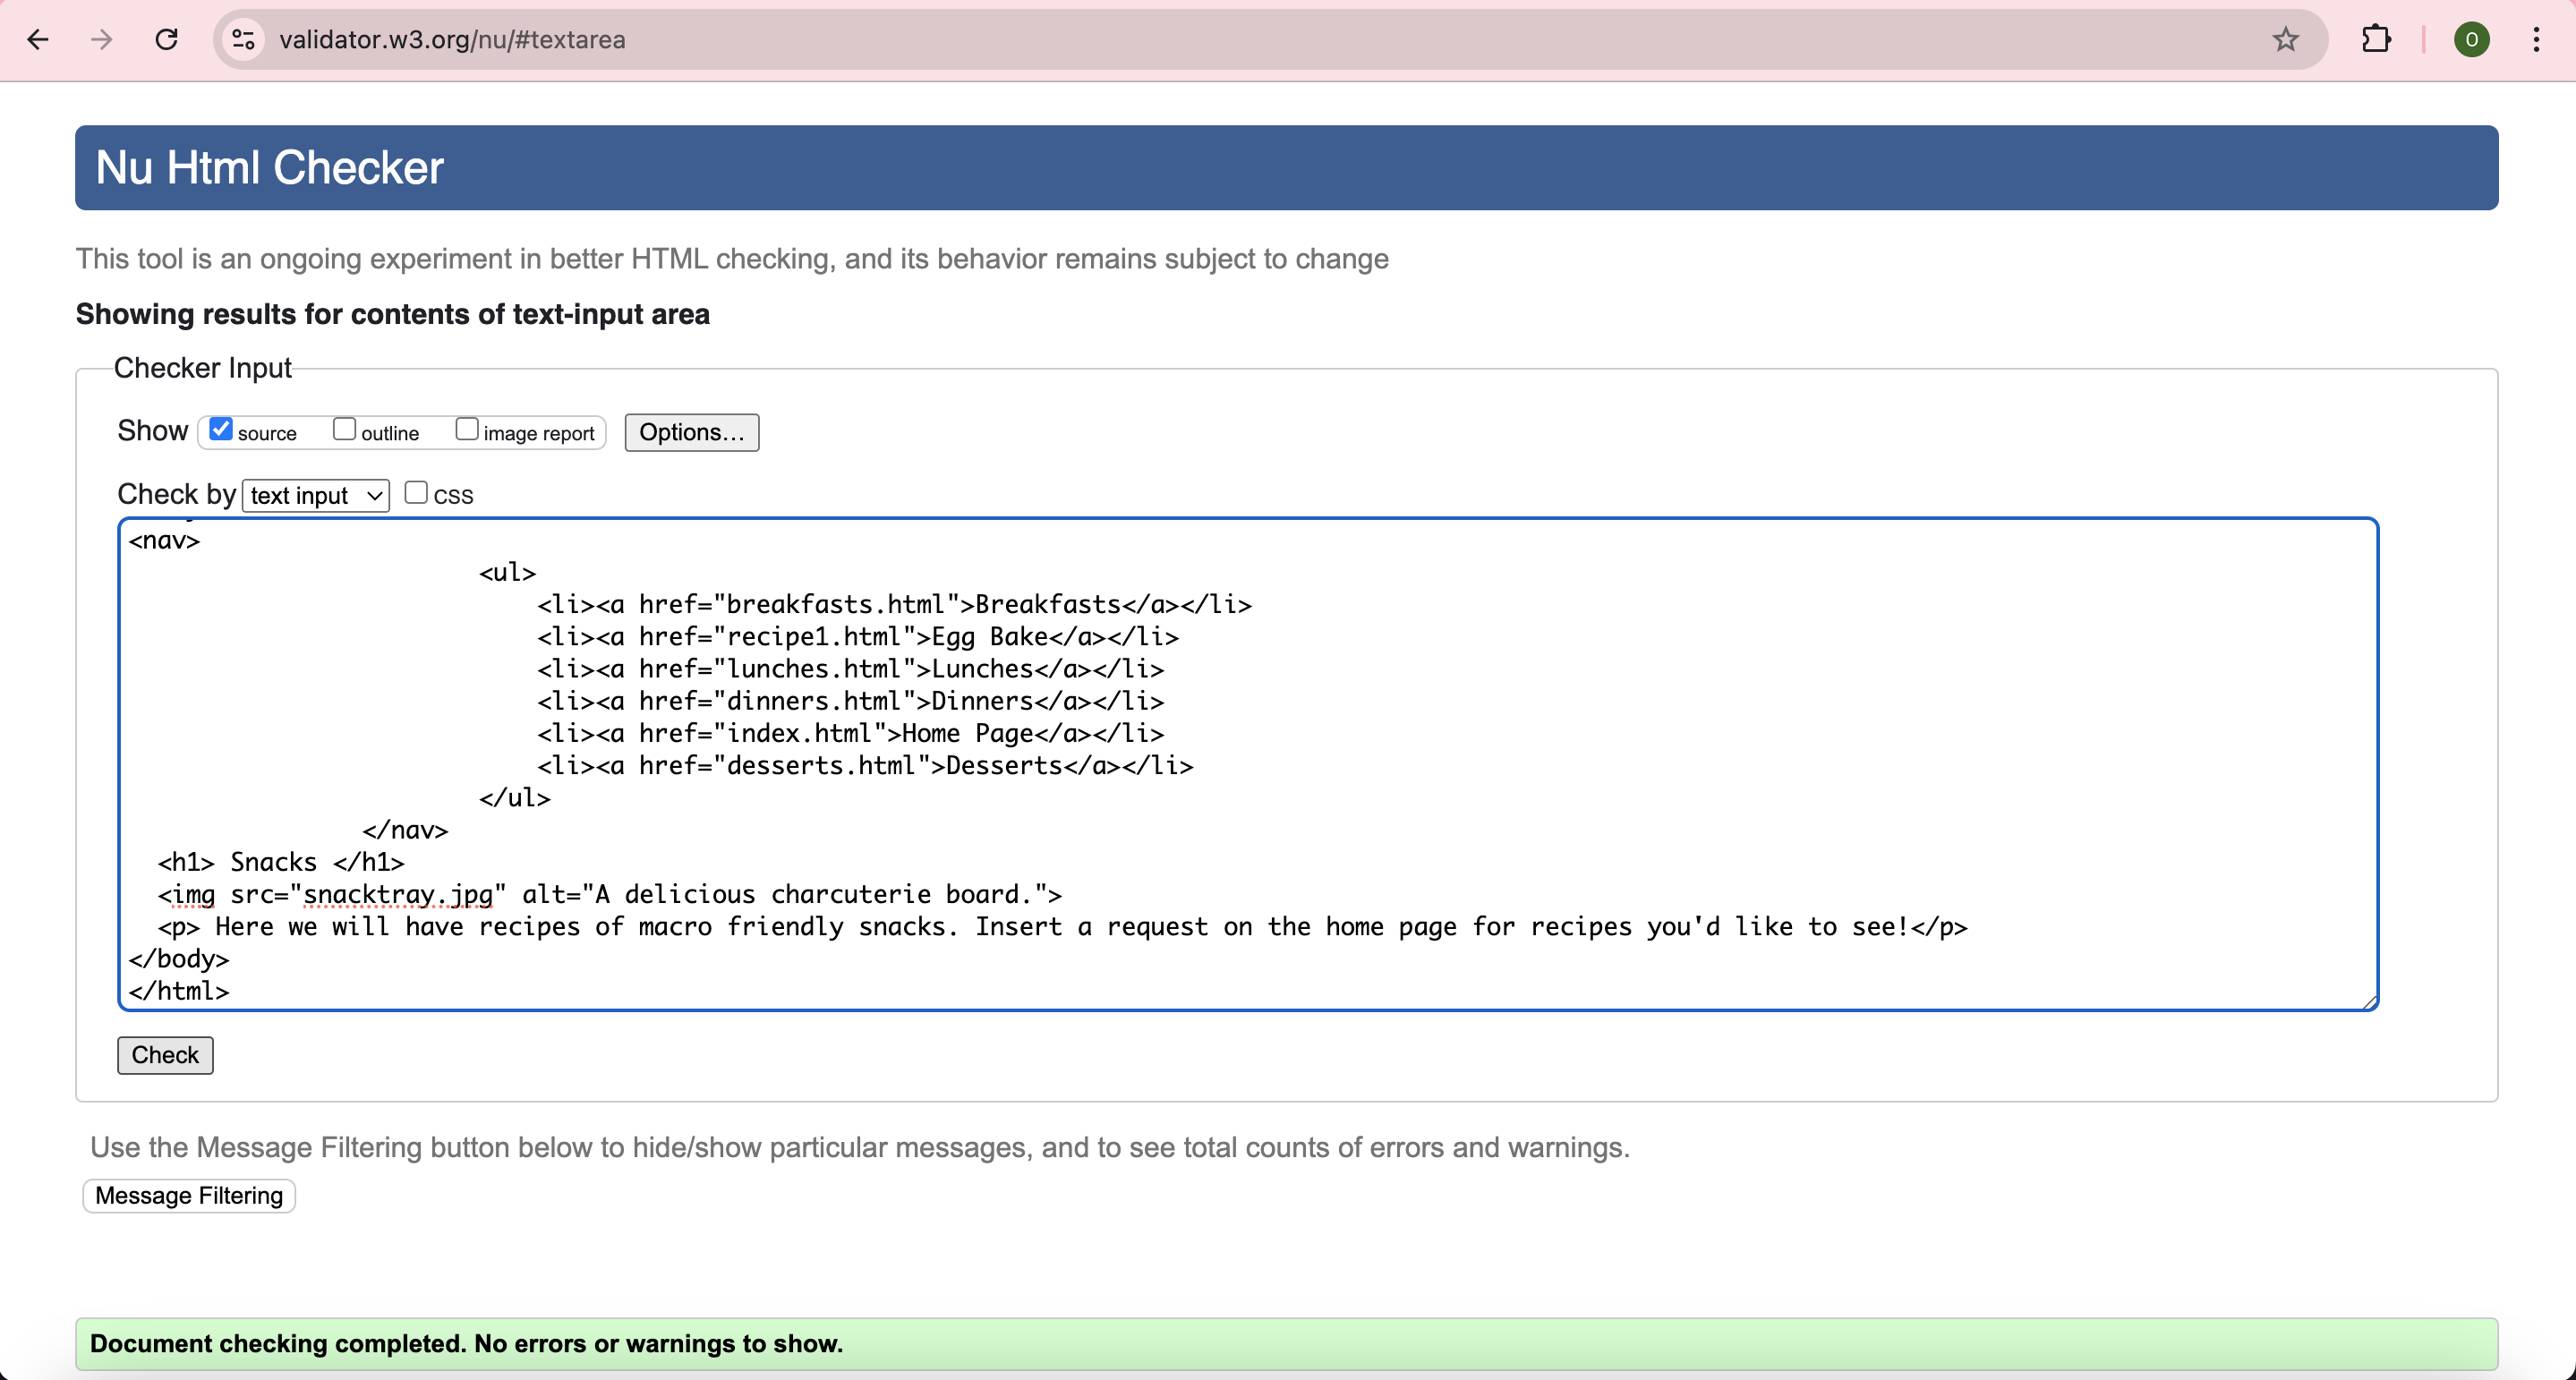 validator.w3.org/nu/#textarea
O
Nu Html Checker
This tool is an ongoing experiment in better HTML checking, and its behavior remains subject to change
Showing results for contents of text-input area
Checker Input
Show source outline image report Options...
Check by text input CSS
<nav>
<ul>
<li><a href="breakfasts.html">Breakfasts</a></li>
<li><a href="recipe1.html">Egg Bake</a></li>
<li><a href="lunches.html">Lunches</a></li>
<li><a href="dinners.html">Dinners</a></li>
<li><a href="index.html">Home Page</a></li>
<li><a href="desserts.html">Desserts</a></li>
</ul>
</nav>
<h1> Snacks </h1>
<img src="snacktray.jpg" alt="A delicious charcuterie board.">
<p> Here we will have recipes of macro friendly snacks. Insert a request on the home page for recipes you'd like to see!</p>
</body>
</html>
Check
Use the Message Filtering button below to hide/show particular messages, and to see total counts of errors and warnings.
Message Filtering
Document checking completed. No errors or warnings to show.